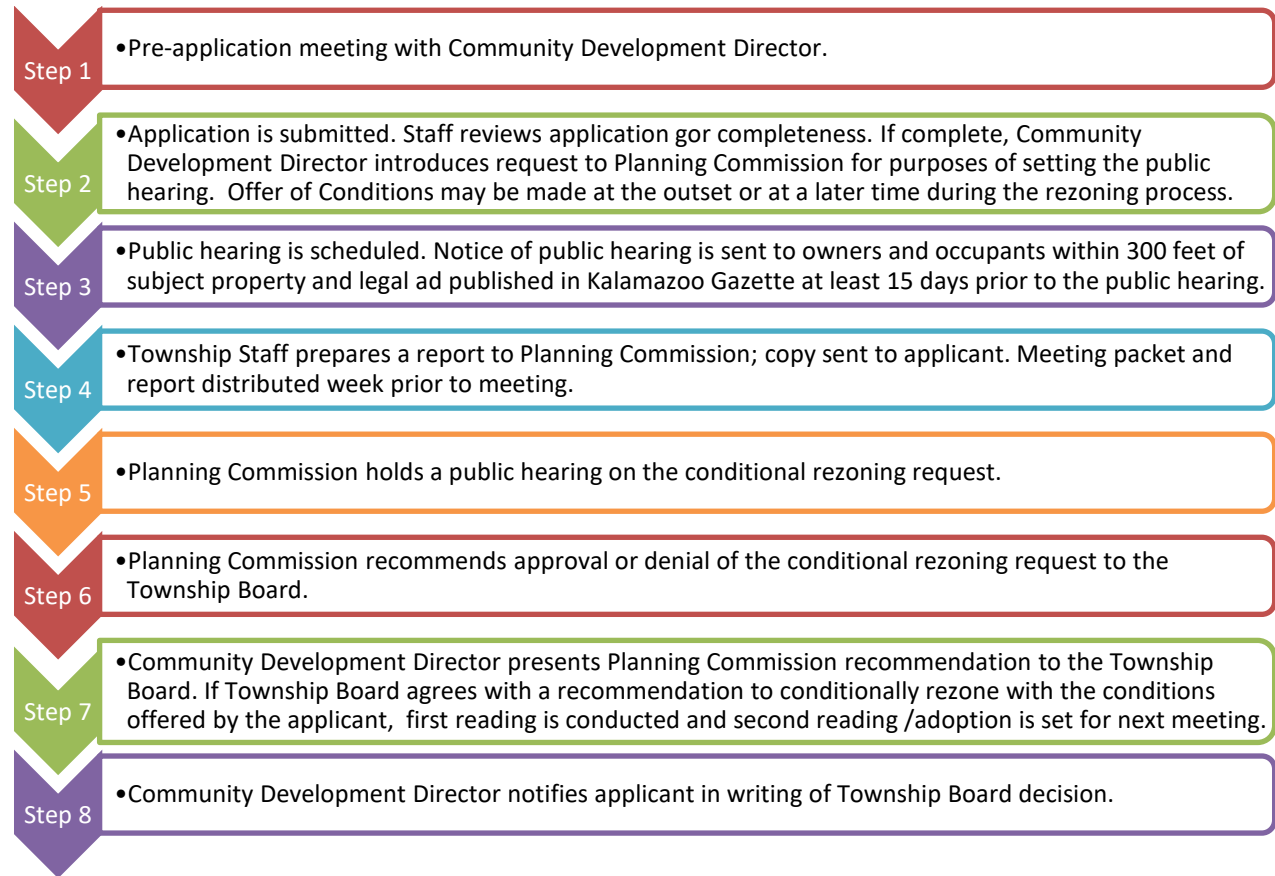 Step 1
•Pre-application meeting with Community Development Director.
Step 2
•Application is submitted. Staff reviews application gor completeness. If complete, Community
Development Director introduces request to Planning Commission for purposes of setting the public
hearing.  Offer of Conditions may be made at the outset or at a later time during the rezoning process.
Step 3
•Public hearing is scheduled. Notice of public hearing is sent to owners and occupants within 300 feet of
subject property and legal ad published in Kalamazoo Gazette at least 15 days prior to the public hearing.
Step 4
•Township Staff prepares a report to Planning Commission; copy sent to applicant. Meeting packet and
report distributed week prior to meeting.
Step 5
•Planning Commission holds a public hearing on the conditional rezoning request.
Step 6
•Planning Commission recommends approval or denial of the conditional rezoning request to the
Township Board.
Step 7
•Community Development Director presents Planning Commission recommendation to the Township
Board. If Township Board agrees with a recommendation to conditionally rezone with the conditions
offered by the applicant,  first reading is conducted and second reading /adoption is set for next meeting.
Step 8
•Community Development Director notifies applicant in writing of Township Board decision.